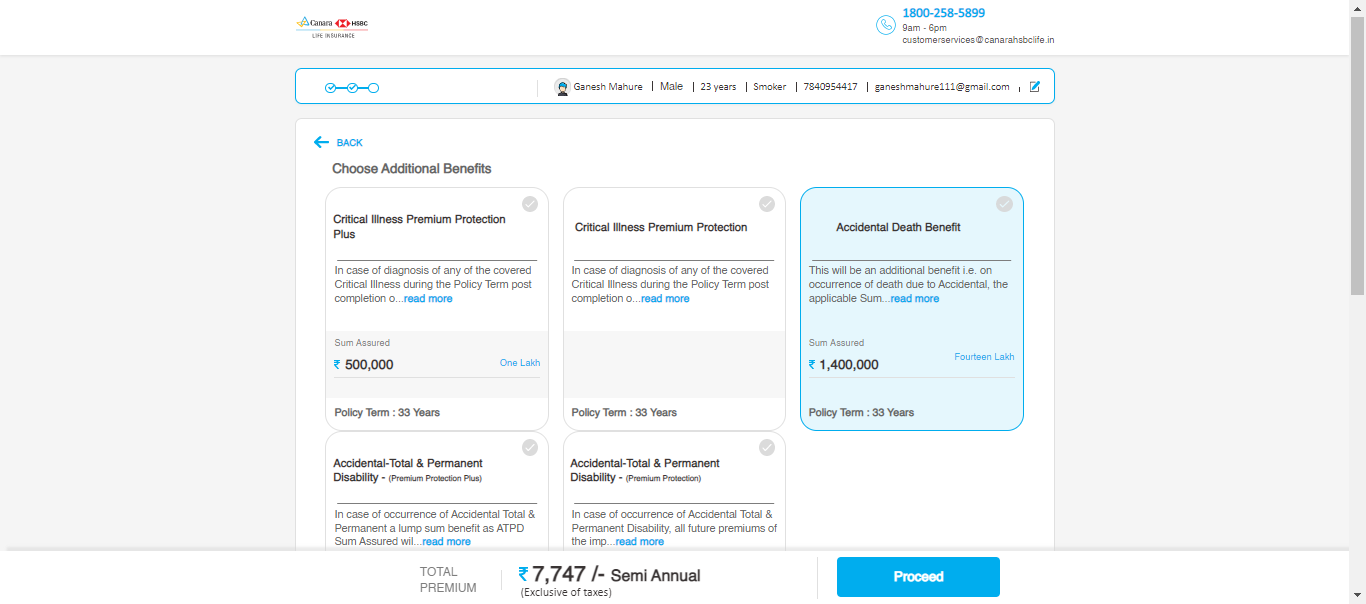 Canara HSBC
LIFE INSURANCE
1800-258-5899
9am - 6pm
customerservices@canarahsbclife.in
Ganesh Mahure | Male | 23 years | Smoker | 7840954417 | ganeshmahure111@gmail.com
BACK
Choose Additional Benefits
Critical Illness Premium Protection
Plus
In case of diagnosis of any of the covered
Critical Illness during the Policy Term post
completion o...read more
Sum Assured
₹ 500,000
One Lakh
Policy Term : 33 Years
Critical Illness Premium Protection
In case of diagnosis of any of the covered
Critical Illness during the Policy Term post
completion o...read more
Policy Term : 33 Years
Accidental Death Benefit
This will be an additional benefit i.e. on
occurrence of death due to Accidental, the
applicable Sum...read more
Sum Assured
₹ 1,400,000
Fourteen Lakh
Policy Term : 33 Years
Accidental-Total & Permanent
Disability - (Premium Protection Plus)
In case of occurrence of Accidental Total &
Permanent a lump sum benefit as ATPD
Sum Assured wil...read more
Accidental-Total & Permanent
Disability - (Premium Protection)
In case of occurrence of Accidental Total &
Permanent Disability, all future premiums of
the imp...read more
TOTAL
PREMIUM
₹ 7,747 /- Semi Annual
(Exclusive of taxes)
Proceed